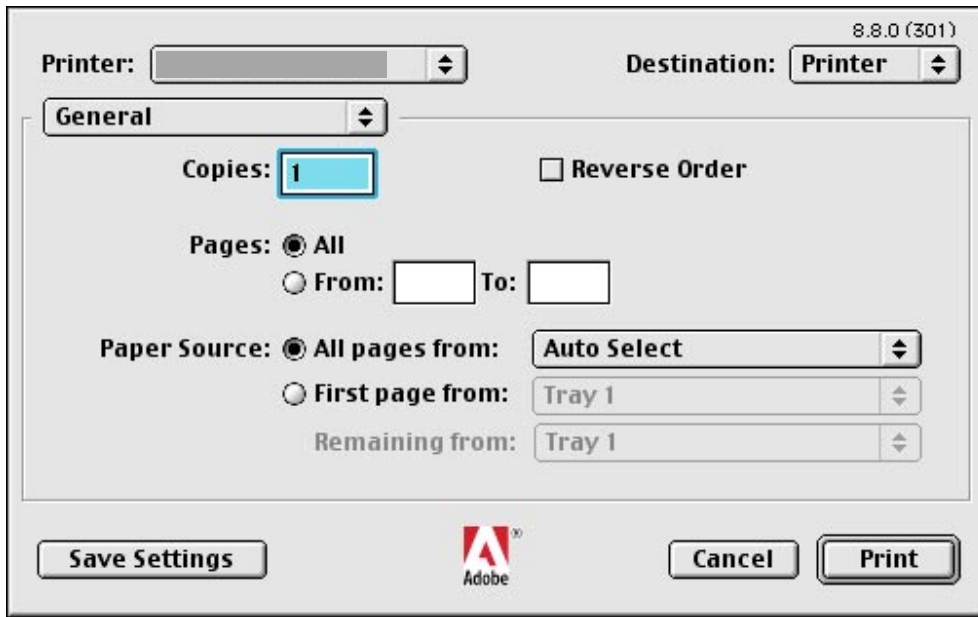 8.8.0 (301)
Printer: Destination: Printer
General
Copies: 1 Reverse Order
Pages: All
From: To:
Paper Source: All pages from: Auto Select
First page from: Tray 1
Remaining from: Tray 1
Save Settings Adobe® Cancel Print